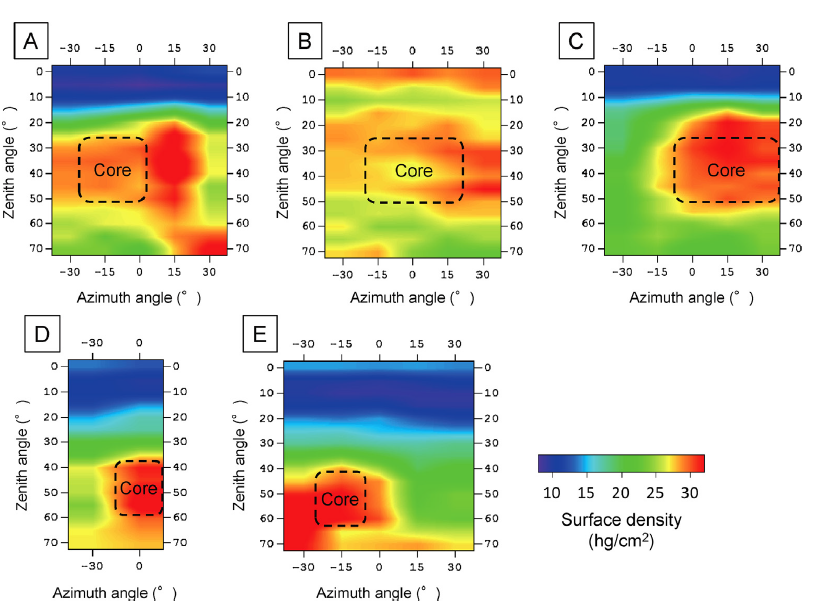 A
B
C
−30 −15 0 15 30
−30 −15 0 15 30
−30 −15 0 15 30
0 0 0 0 0 0
10 10 10 10 10 10
20 20 20 20 20 20
30 30 30 30 30 30
40 40 40 40 40 40
50 50 50 50 50 50
60 60 60 60 60 60
70 70 70 70 70 70
Zenith angle (° )
Zenith angle (° )
Zenith angle (° )
Core
Core
Core
−30 −15 0 15 30
−30 −15 0 15 30
−30 −15 0 15 30
Azimuth angle (° )
Azimuth angle (° )
Azimuth angle (° )
D
E
−30 0
−30 −15 0 15 30
0 0 0 0
10 10 10 10
20 20 20 20
30 30 30 30
40 40 40 40
50 50 50 50
60 60 60 60
70 70 70 70
Zenith angle (° )
Zenith angle (° )
Core
Core
−30 0
−30 −15 0 15 30
Azimuth angle (° )
Azimuth angle (° )
10 15 20 25 30
Surface density
(hg/cm2)